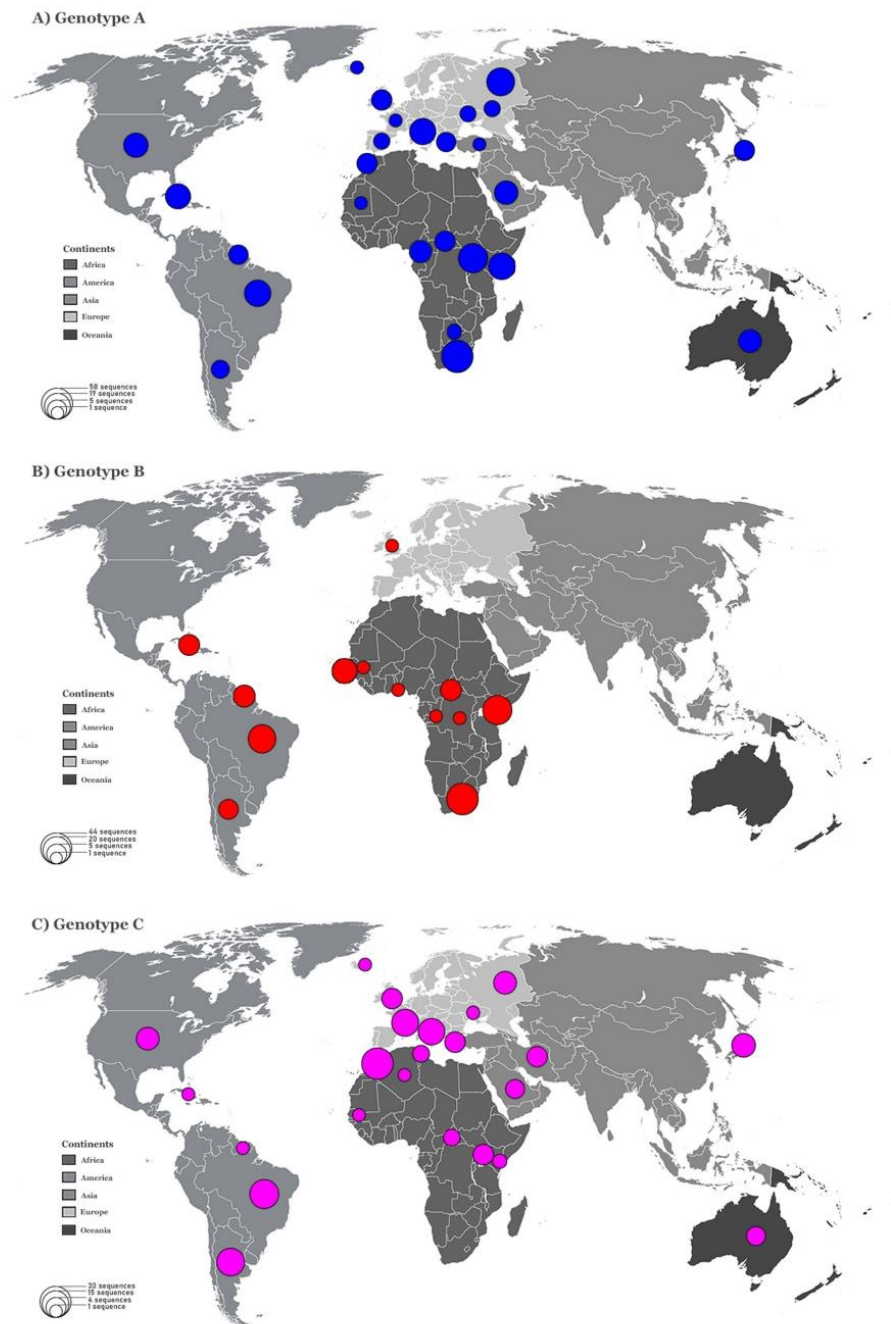 A) Genotype A
Continents
Africa
America
Asia
Europe
Oceania
58 sequences
19 sequences
5 sequences
1 sequence
B) Genotype B
Continents
Africa
America
Asia
Europe
Oceania
44 sequences
20 sequences
5 sequences
1 sequence
C) Genotype C
Continents
Africa
America
Asia
Europe
Oceania
30 sequences
15 sequences
4 sequences
1 sequence